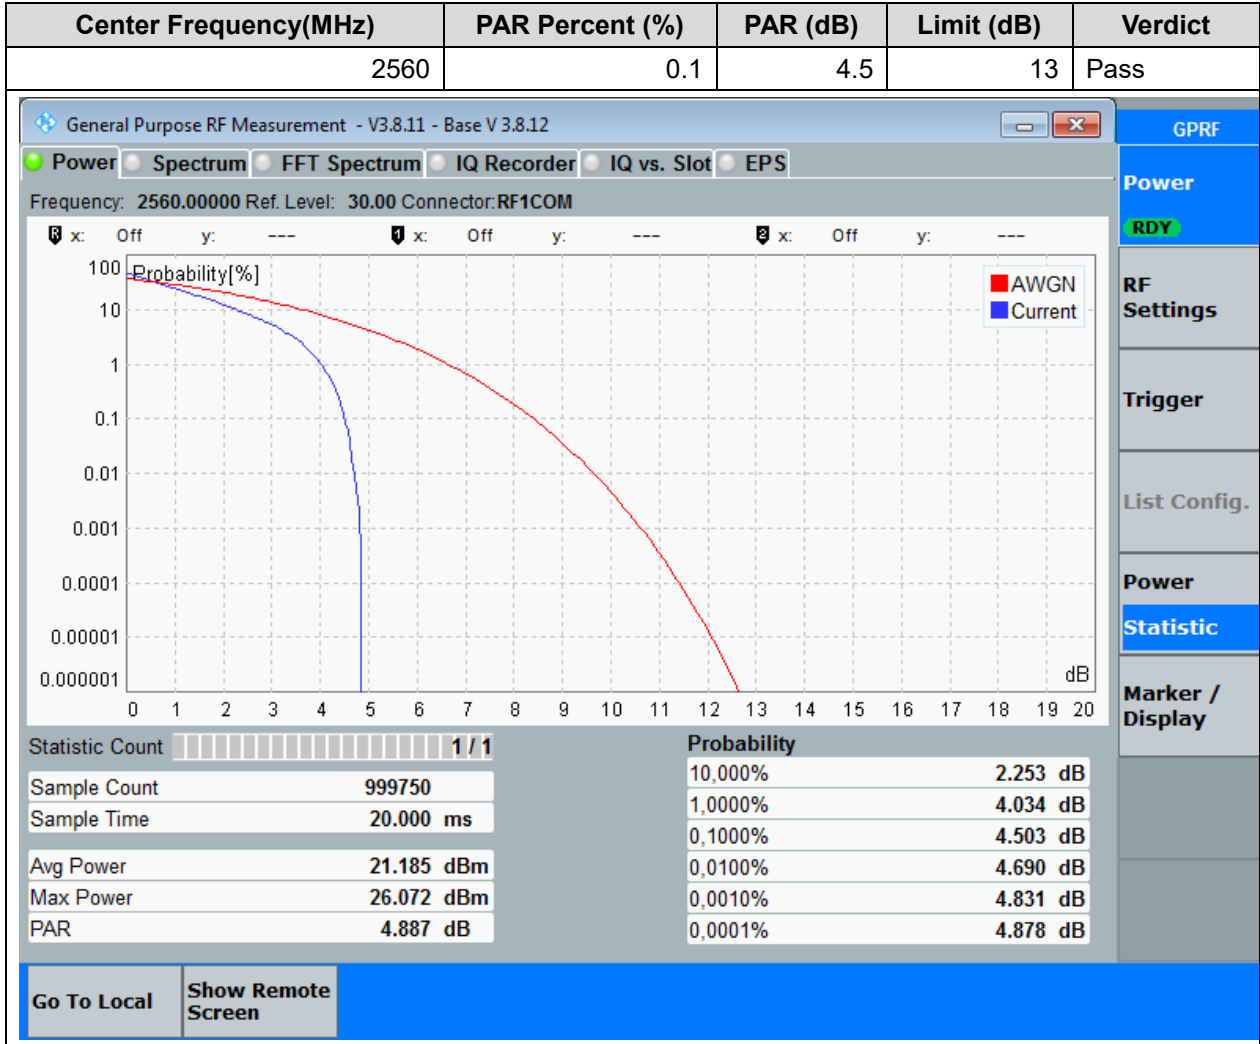 Center Frequency(MHz) PAR Percent (%) PAR (dB) Limit (dB) Verdict
2560 0.1 4.5 13 Pass
General Purpose RF Measurement - V3.8.11 - Base V 3.8.12
GPRF
Power Spectrum FFT Spectrum IQ Recorder IQ vs. Slot EPS
Frequency: 2560.00000 Ref. Level: 30.00 Connector: RF1COM
R x: Off y: --- 1 x: Off y: --- 2 x: Off y: ---
Probability[%]
100
10
1
0.1
0.01
0.001
0.0001
0.00001
0.000001
AWGN
Current
dB
0 1 2 3 4 5 6 7 8 9 10 11 12 13 14 15 16 17 18 19 20
Statistic Count 1 / 1
Sample Count 999750
Sample Time 20.000 ms
Avg Power 21.185 dBm
Max Power 26.072 dBm
PAR 4.887 dB
Probability
10,000% 2.253 dB
1,0000% 4.034 dB
0,1000% 4.503 dB
0,0100% 4.690 dB
0,0010% 4.831 dB
0,0001% 4.878 dB
Power
RDY
RF
Settings
Trigger
List Config.
Power
Statistic
Marker /
Display
Go To Local
Show Remote
Screen